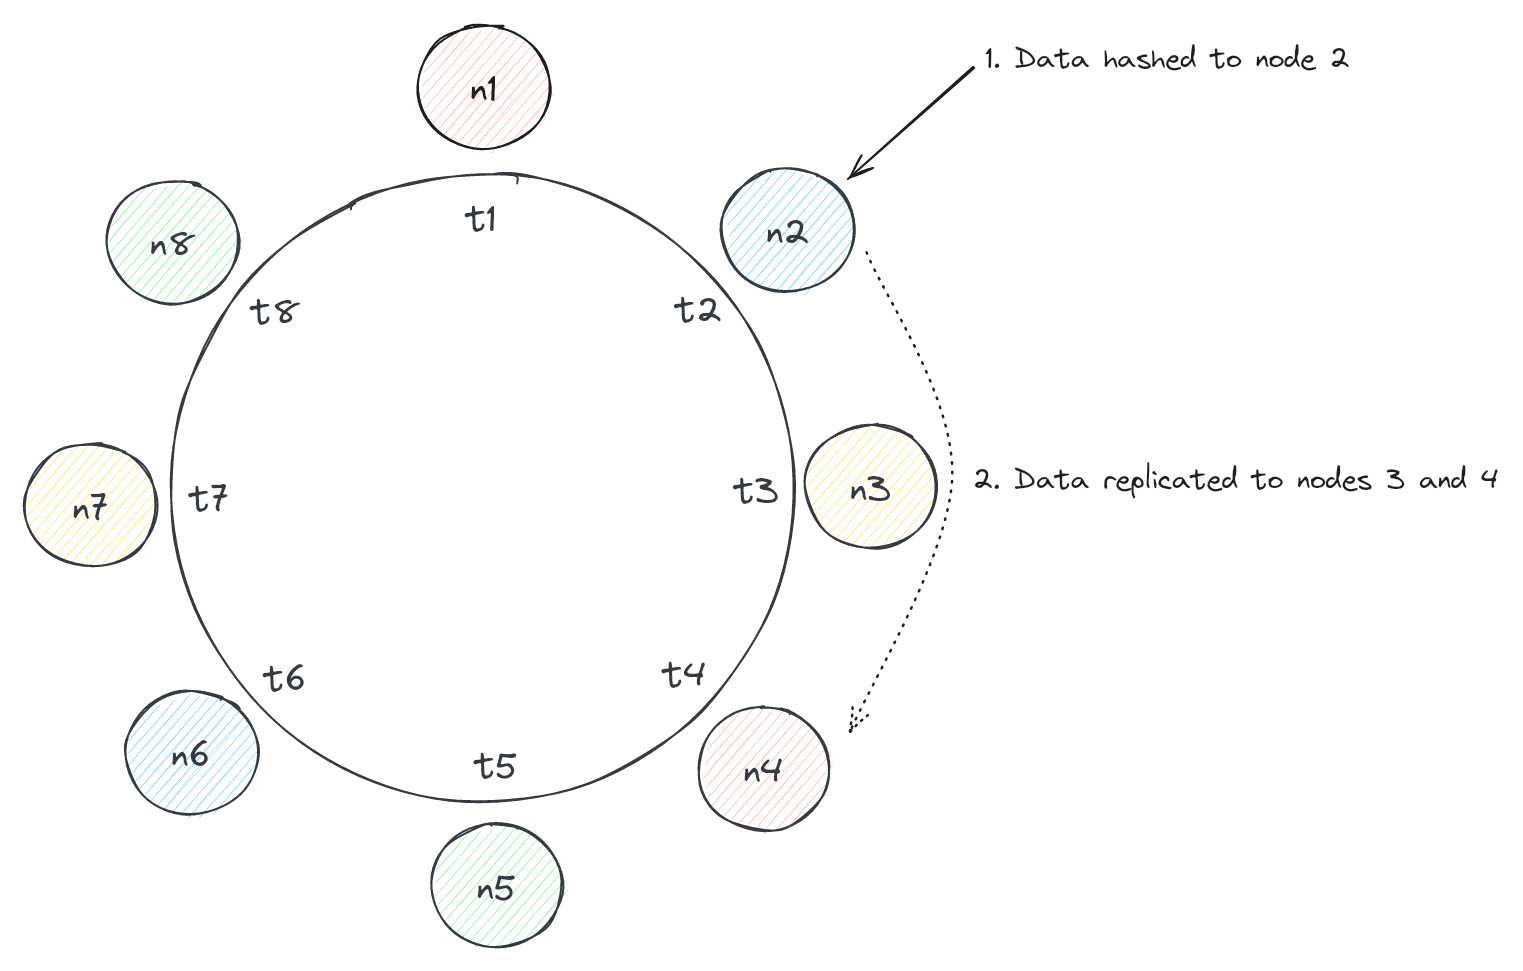 n1
1. Data hashed to node 2
n8
t1
n2
t8
t2
n7
t7
t3
n3
2. Data replicated to nodes 3 and 4
t6
t4
n6
t5
n4
n5